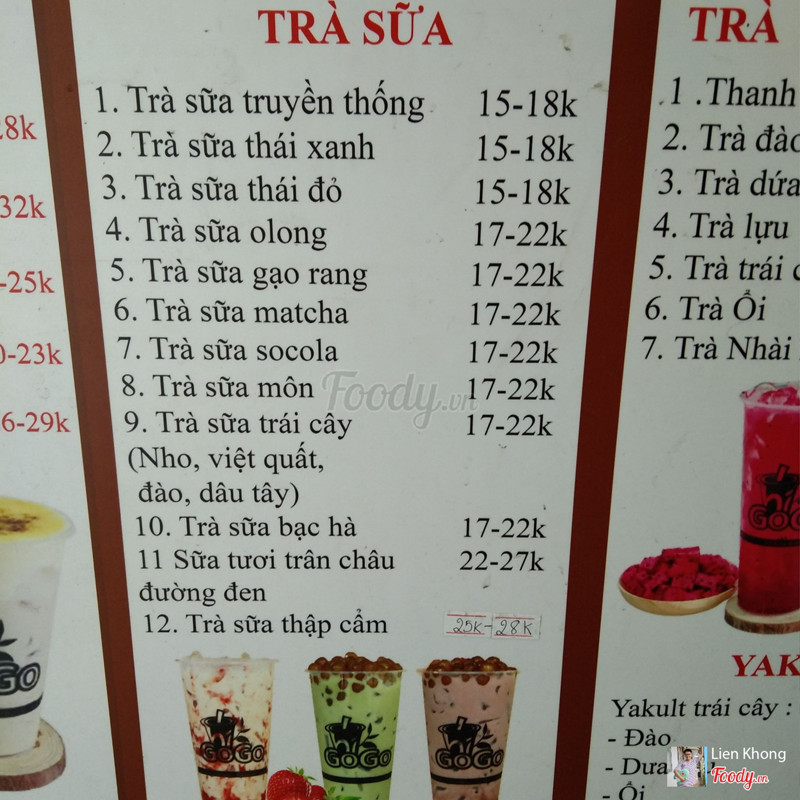 28k
32k
-25k
0-23k
6-29k
GOGO
TRÀ SỮA
1. Trà sữa truyền thống 15-18k
2. Trà sữa thái xanh 15-18k
3. Trà sữa thái đỏ 15-18k
4. Trà sữa olong 17-22k
5. Trà sữa gạo rang 17-22k
6. Trà sữa matcha 17-22k
7. Trà sữa socola 17-22k
8. Trà sữa môn 17-22k
9. Trà sữa trái cây 17-22k
(Nho, việt quất,
đào, dâu tây)
10. Trà sữa bạc hà 17-22k
11 Sữa tươi trân châu 22-27k
đường đen
12. Trà sữa thập cẩm 25K-28K
GOGO
GOGO
GOGO
Foody.vn
TRÀ
1 .Thanh
2. Trà đào
3. Trà dứa
4. Trà lựu
5. Trà trái c
6. Trà Ổi
7. Trà Nhài
GOGO
YAK
Yakult trái cây :
- Đào
- Dưa
- Ổi
Lien Khong
Foody.vn